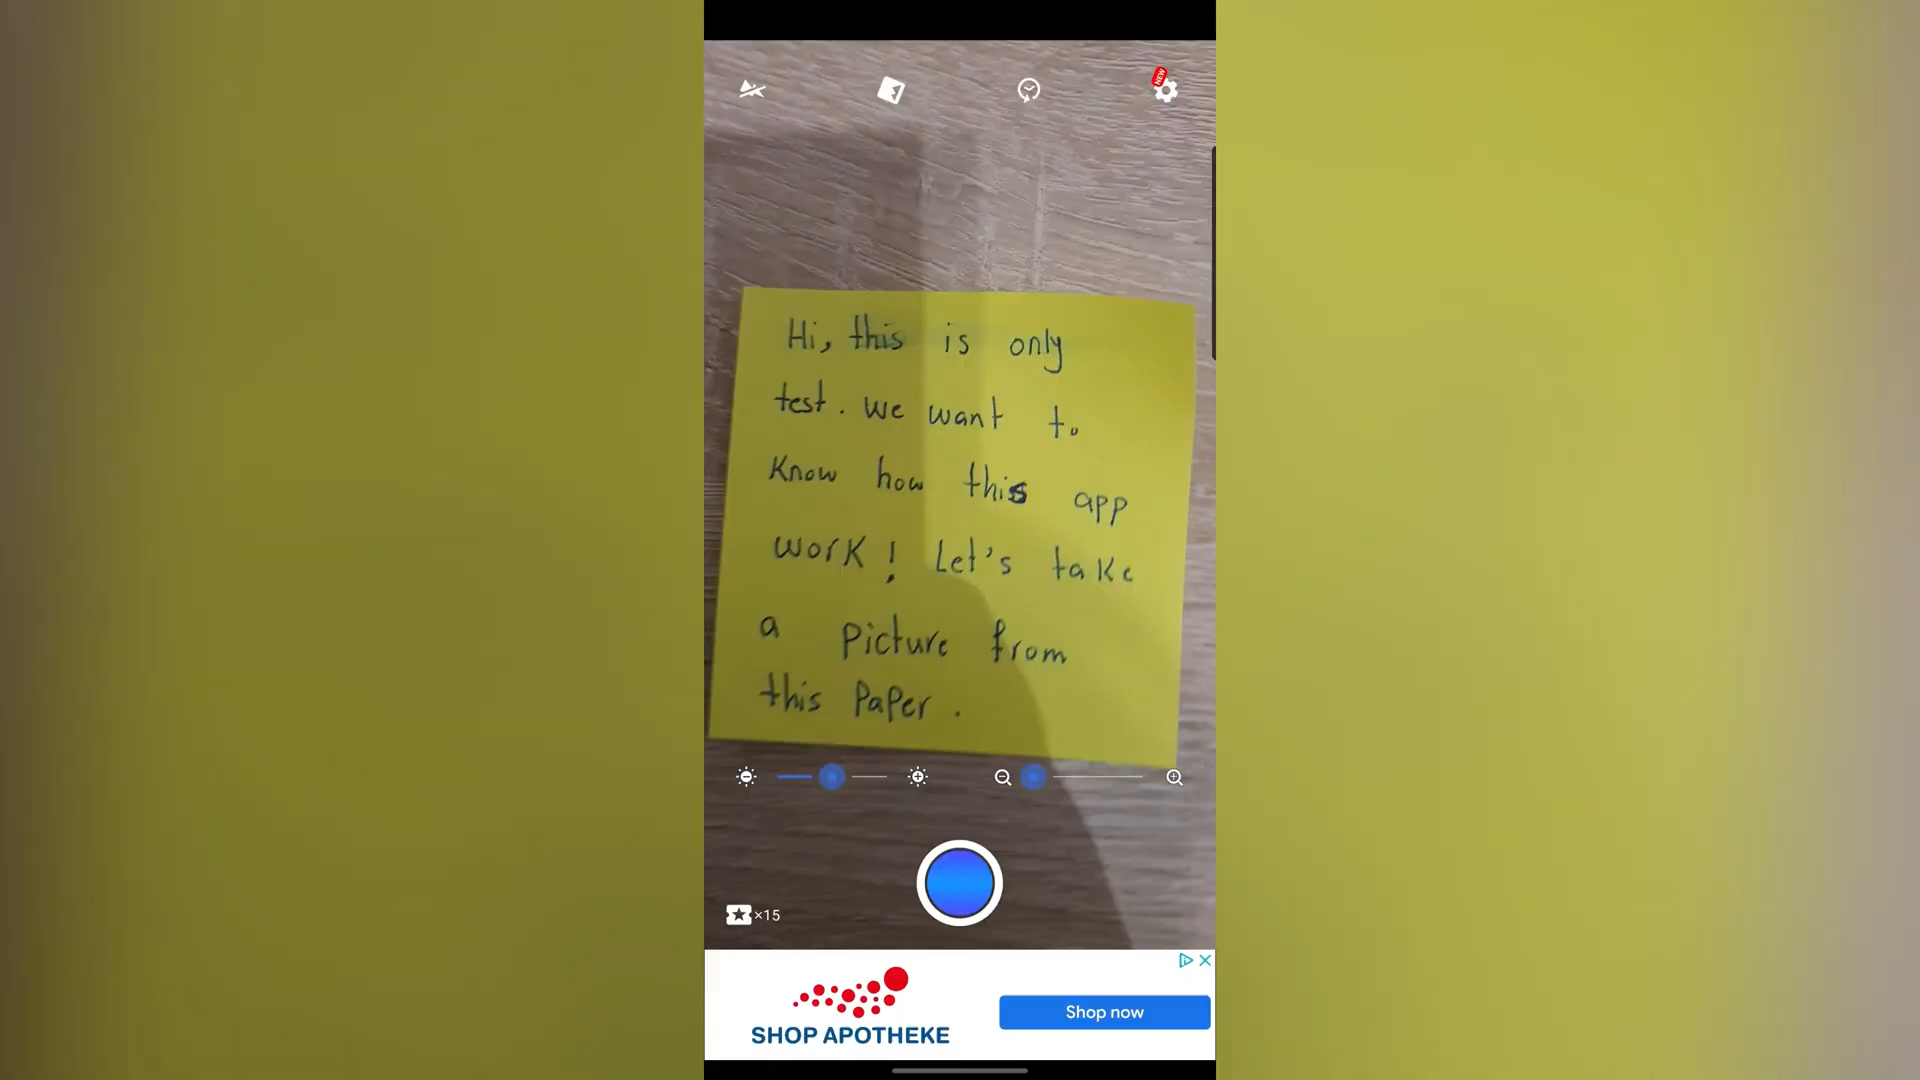 NEW
Hi, this is only
test. We want to
Know how this app
work! Let's take
a picture from
this PaPer.
×15
SHOP APOTHEKE
Shop now